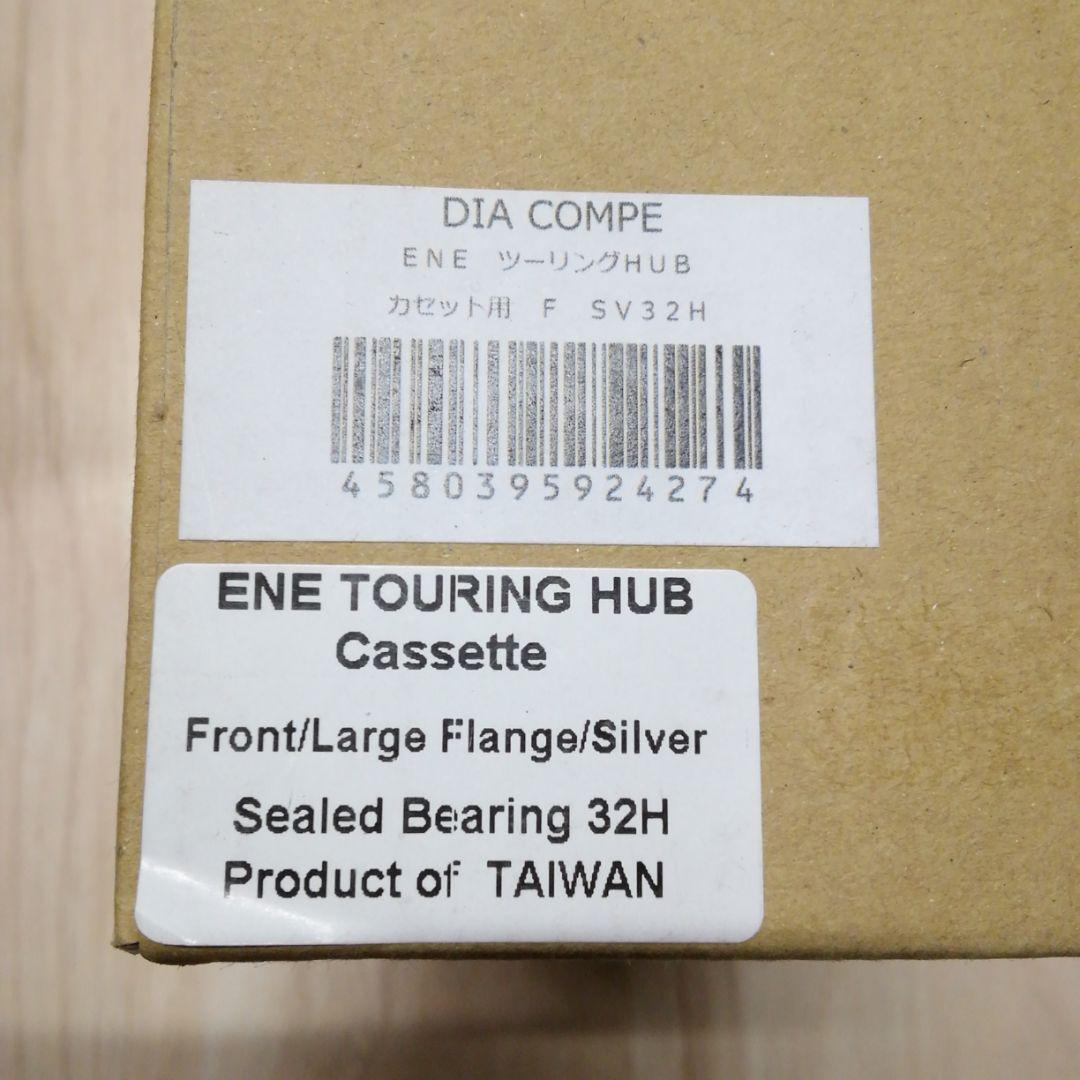 DIA COMPE
ENE ツーリングHUB
カセット用 F SV32H
4580395924274
ENE TOURING HUB
Cassette
Front/Large Flange/Silver
Sealed Bearing 32H
Product of TAIWAN